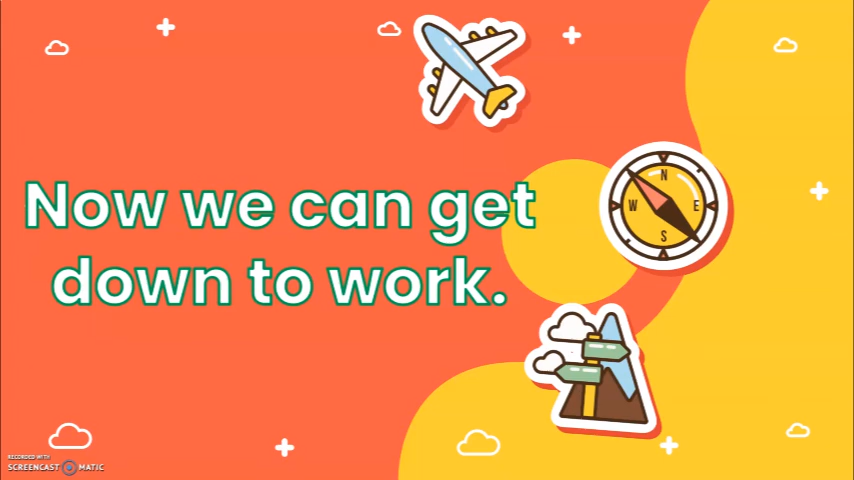 Now we can get
down to work.
N
W E
S
RECORDED WITH
SCREENCAST MATIC